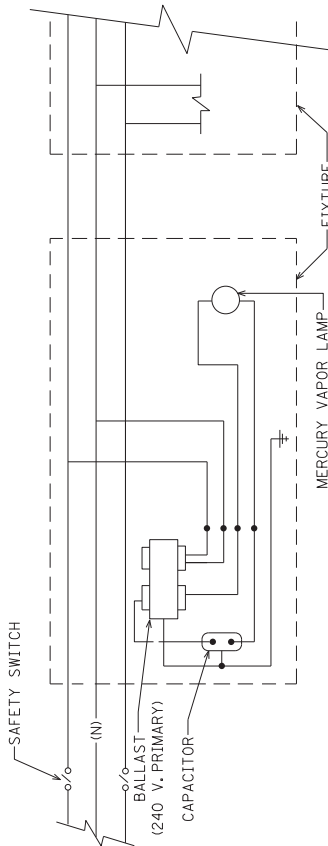 SAFETY SWITCH
(N)
BALLAST
(240 V. PRIMARY)
CAPACITOR
MERCURY VAPOR LAMP
FIXTURE